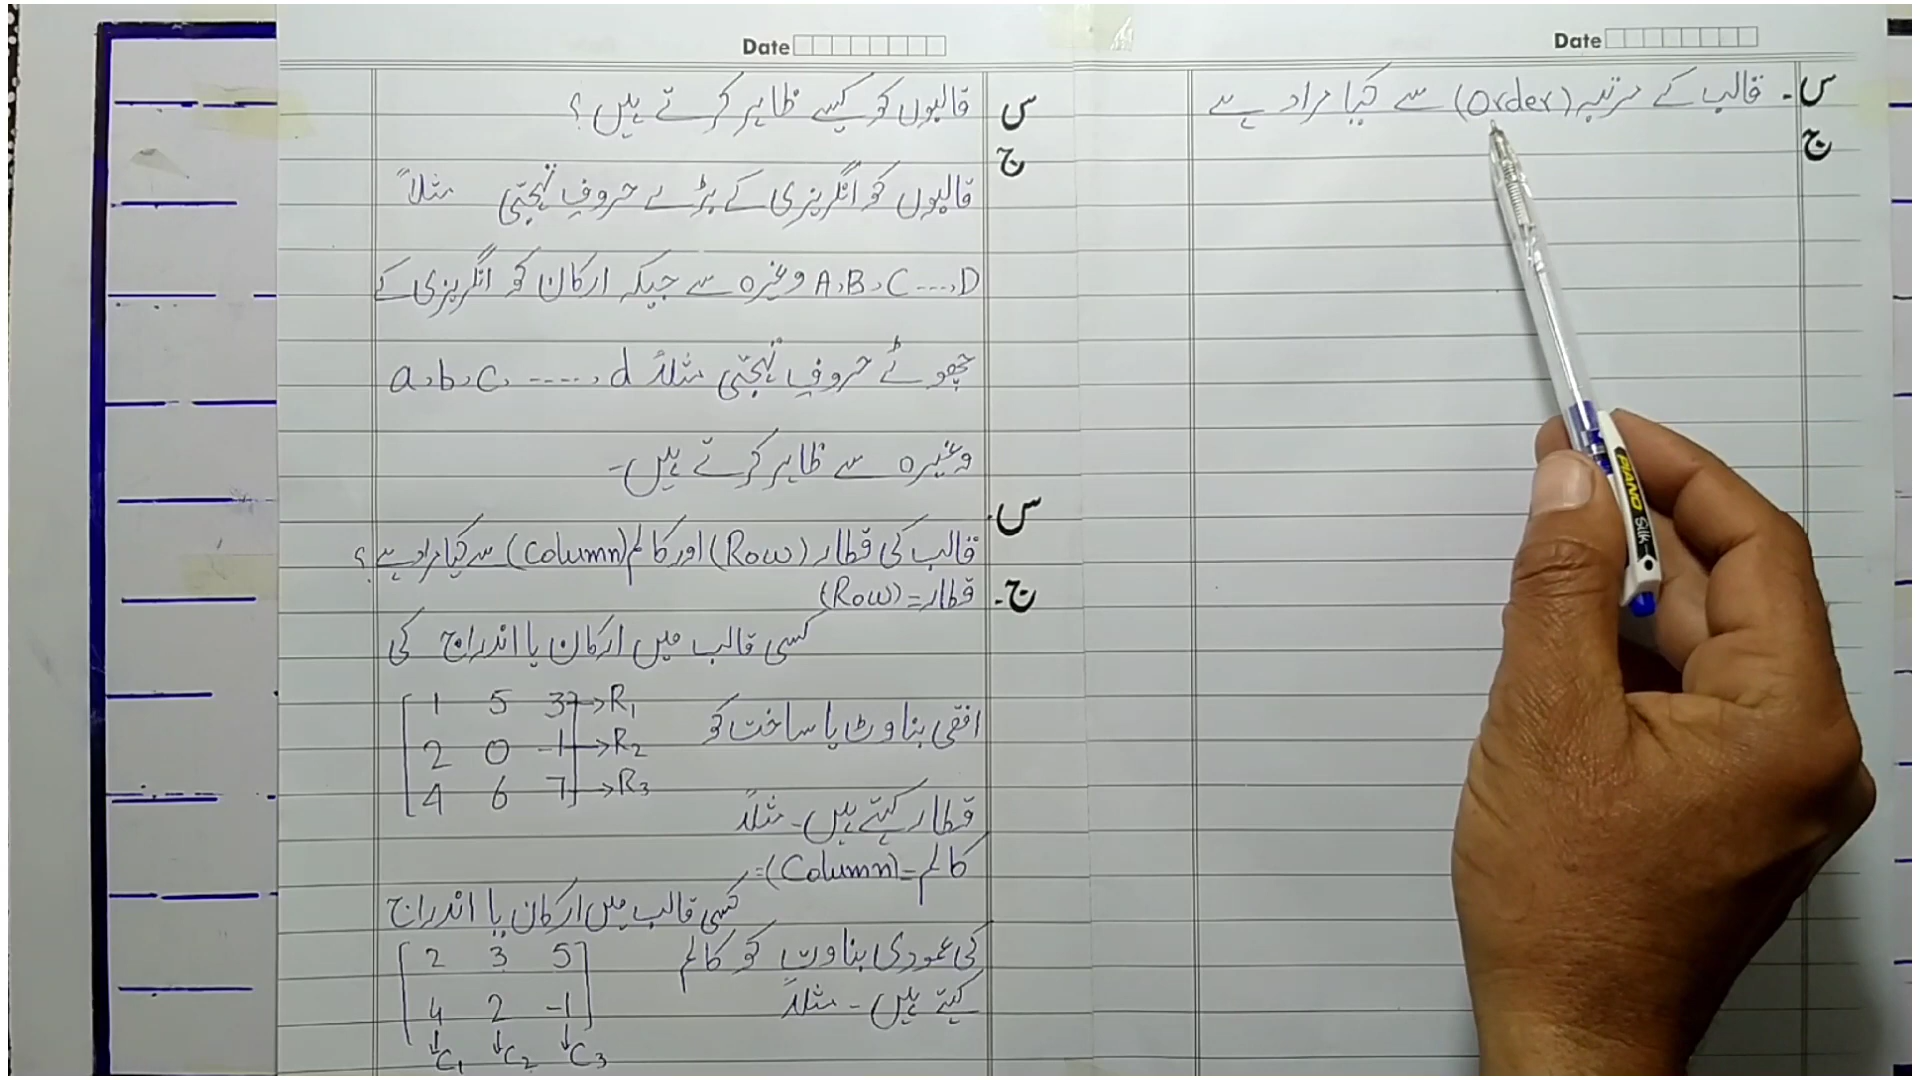 Date
س۔ قالب کے مرتبہ (Order) سے کیا مراد ہے
ج
Date
س قالبوں کو کیسے ظاہر کرتے ہیں؟
ج
قالبوں کو انگریزی کے بڑے حروفِ تہجّی مثلاً
A،B،C....،D وغیرہ سے جبکہ ارکان کو انگریزی کے
چھوٹے حروفِ تہجّی مثلاً a،b،c، .....، d
وغیرہ سے ظاہر کرتے ہیں۔
س۔
قالب کی قطار (Row) اور کالم (Column) سے کیا مراد ہے؟
ج۔ قطار=(Row)
کسی قالب میں ارکان یا اندراج کی
افقی بناوٹ یا ساخت کو
قطار کہتے ہیں۔ مثلاً
1 5 3 →R1
2 0 -1 →R2
4 6 7 →R3
کالم=(Column)=
کسی قالب میں ارکان یا اندراج
کی عمودی بناوٹ کو کالم
کہتے ہیں۔ مثلاً
2 3 5
4 2 -1
↓C1 ↓C2 ↓C3
PIANO Silk